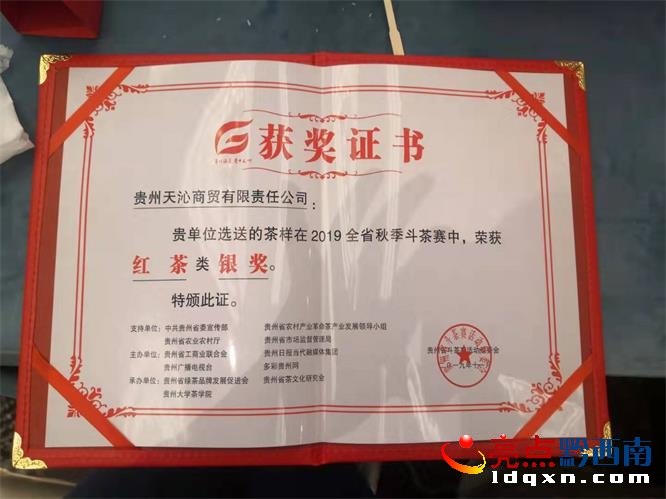 获奖证书
贵州天沁商贸有限责任公司：
贵单位选送的茶样在2019全省秋季斗茶赛中，荣获
红茶类银奖。
特颁此证。
支持单位：中共贵州省委宣传部 贵州省农村产业革命茶产业发展领导小组
贵州省农业农村厅 贵州省市场监督管理局
主办单位：贵州省工商业联合会 贵州日报当代融媒体集团
贵州广播电视台 多彩贵州网
承办单位：贵州省绿茶品牌发展促进会 贵州省茶文化研究会
贵州大学茶学院
亮点黔西南
ldqxn.com